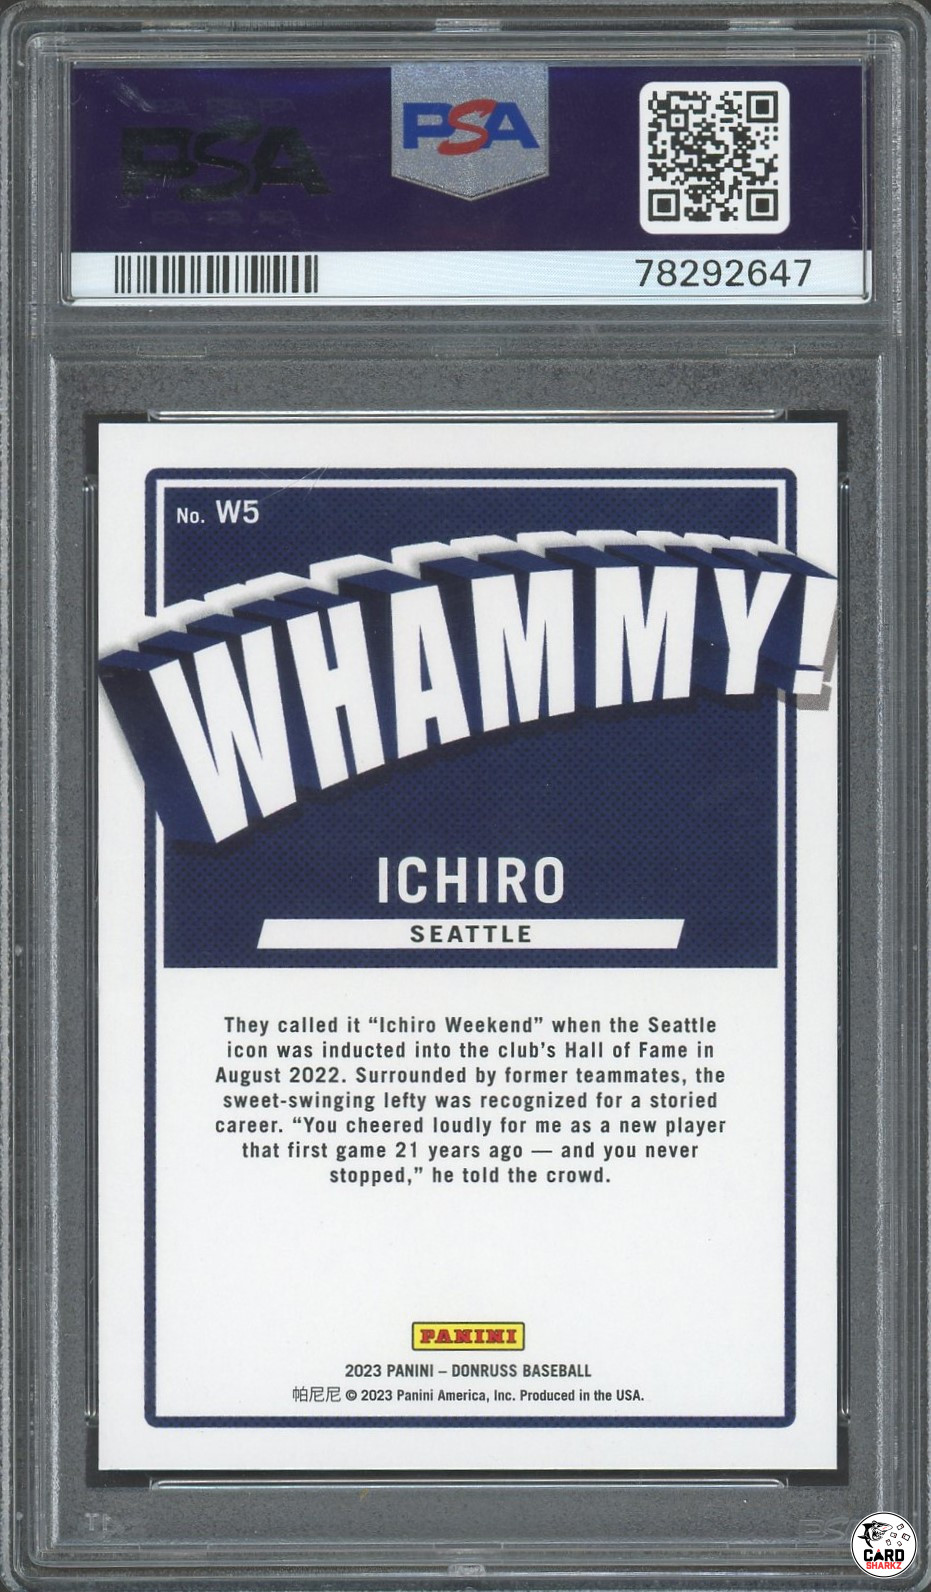 PSA
PSA
78292647
No. W5
WHAMMY!
ICHIRO
SEATTLE
They called it “Ichiro Weekend” when the Seattle
icon was inducted into the club’s Hall of Fame in
August 2022. Surrounded by former teammates, the
sweet-swinging lefty was recognized for a storied
career. “You cheered loudly for me as a new player
that first game 21 years ago — and you never
stopped,” he told the crowd.
PANINI
2023 PANINI – DONRUSS BASEBALL
帕尼尼 © 2023 Panini America, Inc. Produced in the USA.
CARD
SHARKZ